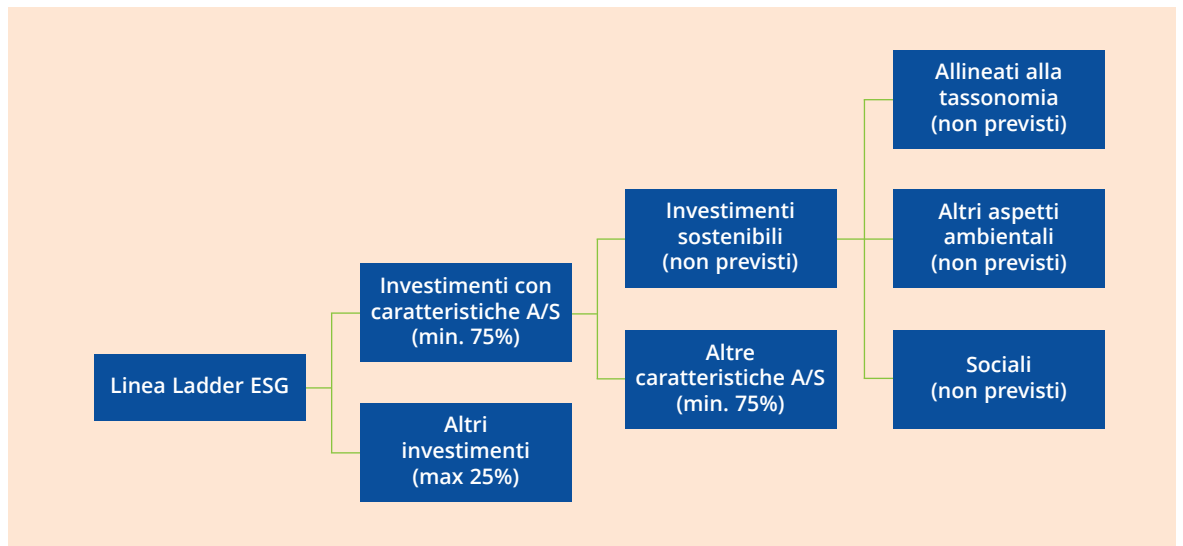 Linea Ladder ESG
Investimenti con
caratteristiche A/S
(min. 75%)
Altri
investimenti
(max 25%)
Investimenti
sostenibili
(non previsti)
Altre
caratteristiche A/S
(min. 75%)
Allineati alla
tassonomia
(non previsti)
Altri aspetti
ambientali
(non previsti)
Sociali
(non previsti)